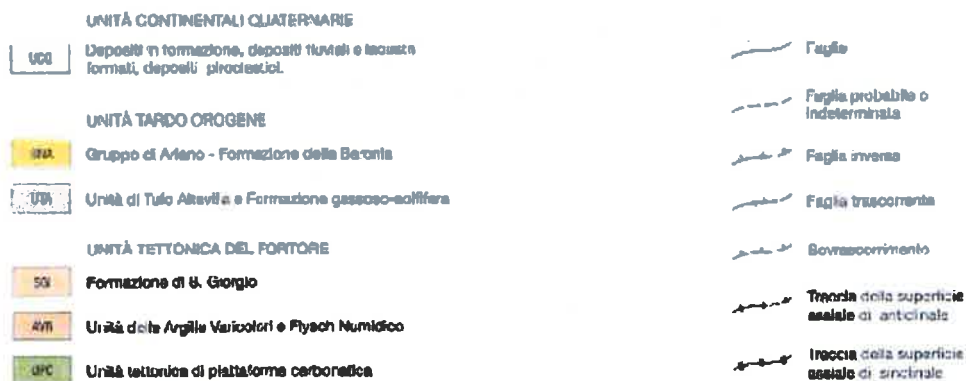 UNITÀ CONTINENTALI QUATERNARIE
UCQ
Depositi in formazione, depositi fluviali e lacustri
formati, depositi piroclastici.
UNITÀ TARDO OROGENE
Gruppo di Ariano - Formazione della Baronia
UTA
Unità di Tufo Altavilla e Formazione gessoso-solfifera
UNITÀ TETTONICA DEL FORTORE
SGI
Formazione di S. Giorgio
AVF
Unità delle Argille Varicolori e Flysch Numidico
UPC
Unità tettonica di piattaforma carbonatica
Faglia
Faglia probabile o
indeterminata
Faglia inversa
Faglia trascorrente
Sovrascorrimento
Traccia della superficie
assiale di anticlinale
Traccia della superficie
assiale di sinclinale